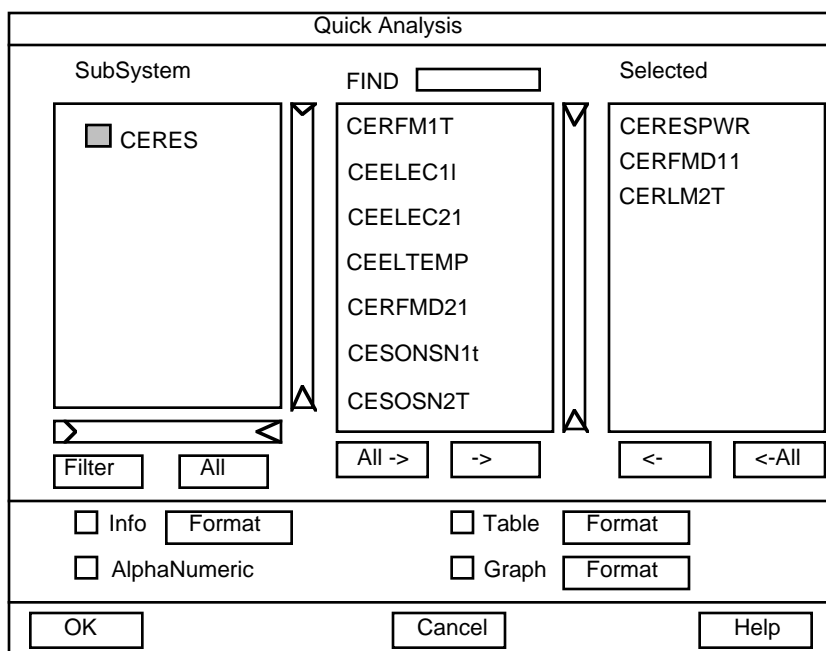 Quick Analysis
SubSystem
FIND
Selected
CERES
CERFM1T
CEELEC1l
CEELEC21
CEELTEMP
CERFMD21
CESONSN1t
CESOSN2T
CERESPWR
CERFMD11
CERLM2T
Filter
All
All ->
->
<-
<-All
Info
Format
Table
Format
AlphaNumeric
Graph
Format
OK
Cancel
Help